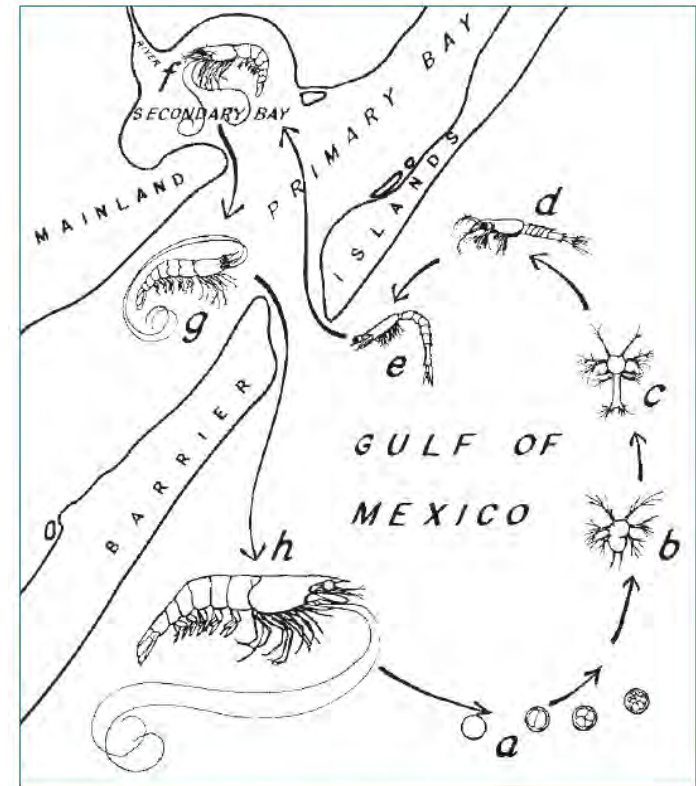 RIVER
f
SECONDARY BAY
PRIMARY BAY
MAINLAND
ISLANDS
d
g
e
c
BARRIER
GULF OF
MEXICO
b
h
a